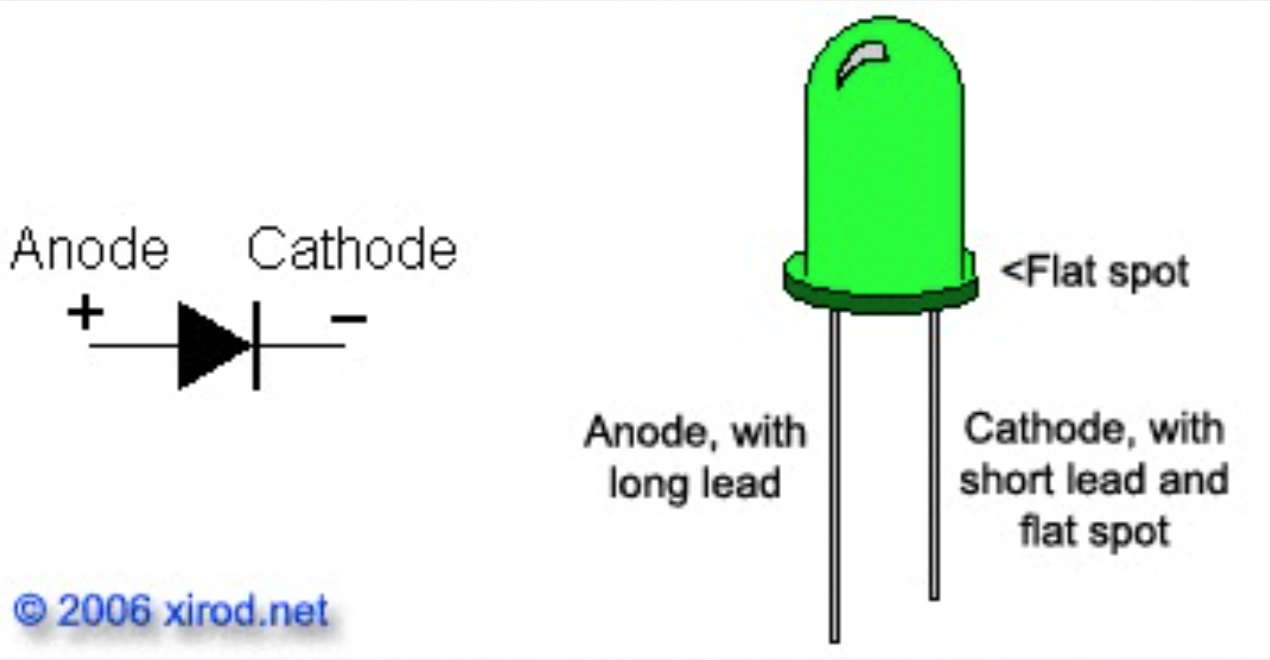 Anode Cathode
+ −
<Flat spot
Anode, with
long lead
Cathode, with
short lead and
flat spot
© 2006 xirod.net